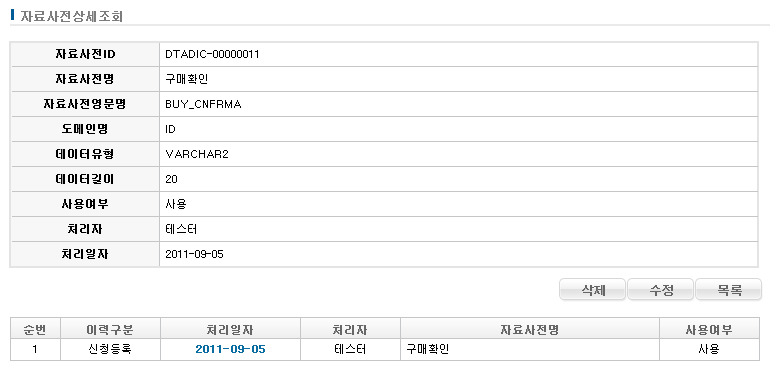 자료사전상세조회
자료사전ID DTADIC-00000011
자료사전명 구매확인
자료사전영문명 BUY_CNFRMA
도메인명 ID
데이터유형 VARCHAR2
데이터길이 20
사용여부 사용
처리자 테스터
처리일자 2011-09-05
삭제 수정 목록
순번 이력구분 처리일자 처리자 자료사전명 사용여부
1 신청등록 2011-09-05 테스터 구매확인 사용